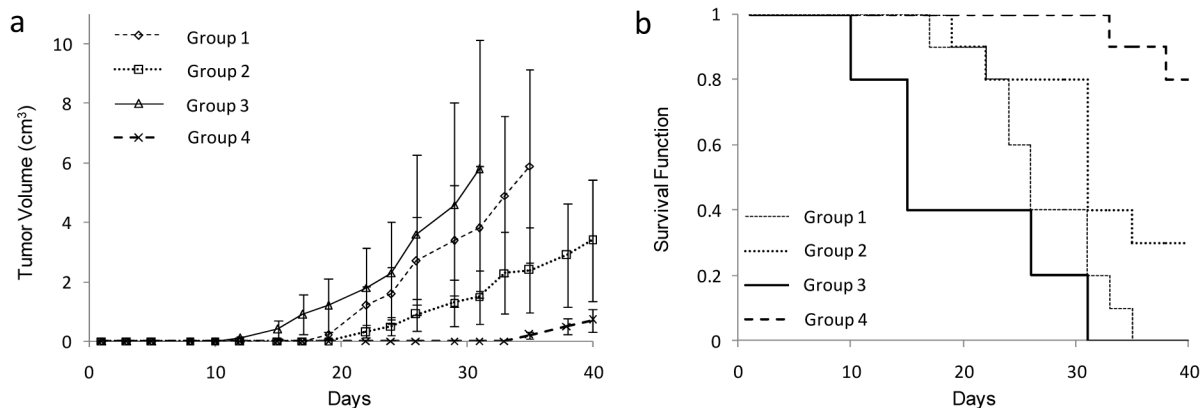 a
Group 1
Group 2
Group 3
Group 4
Tumor Volume (cm³)
10
8
6
4
2
0
0 10 20 30 40
Days
b
Survival Function
1
0.8
0.6
0.4
0.2
0
Group 1
Group 2
Group 3
Group 4
0 10 20 30 40
Days